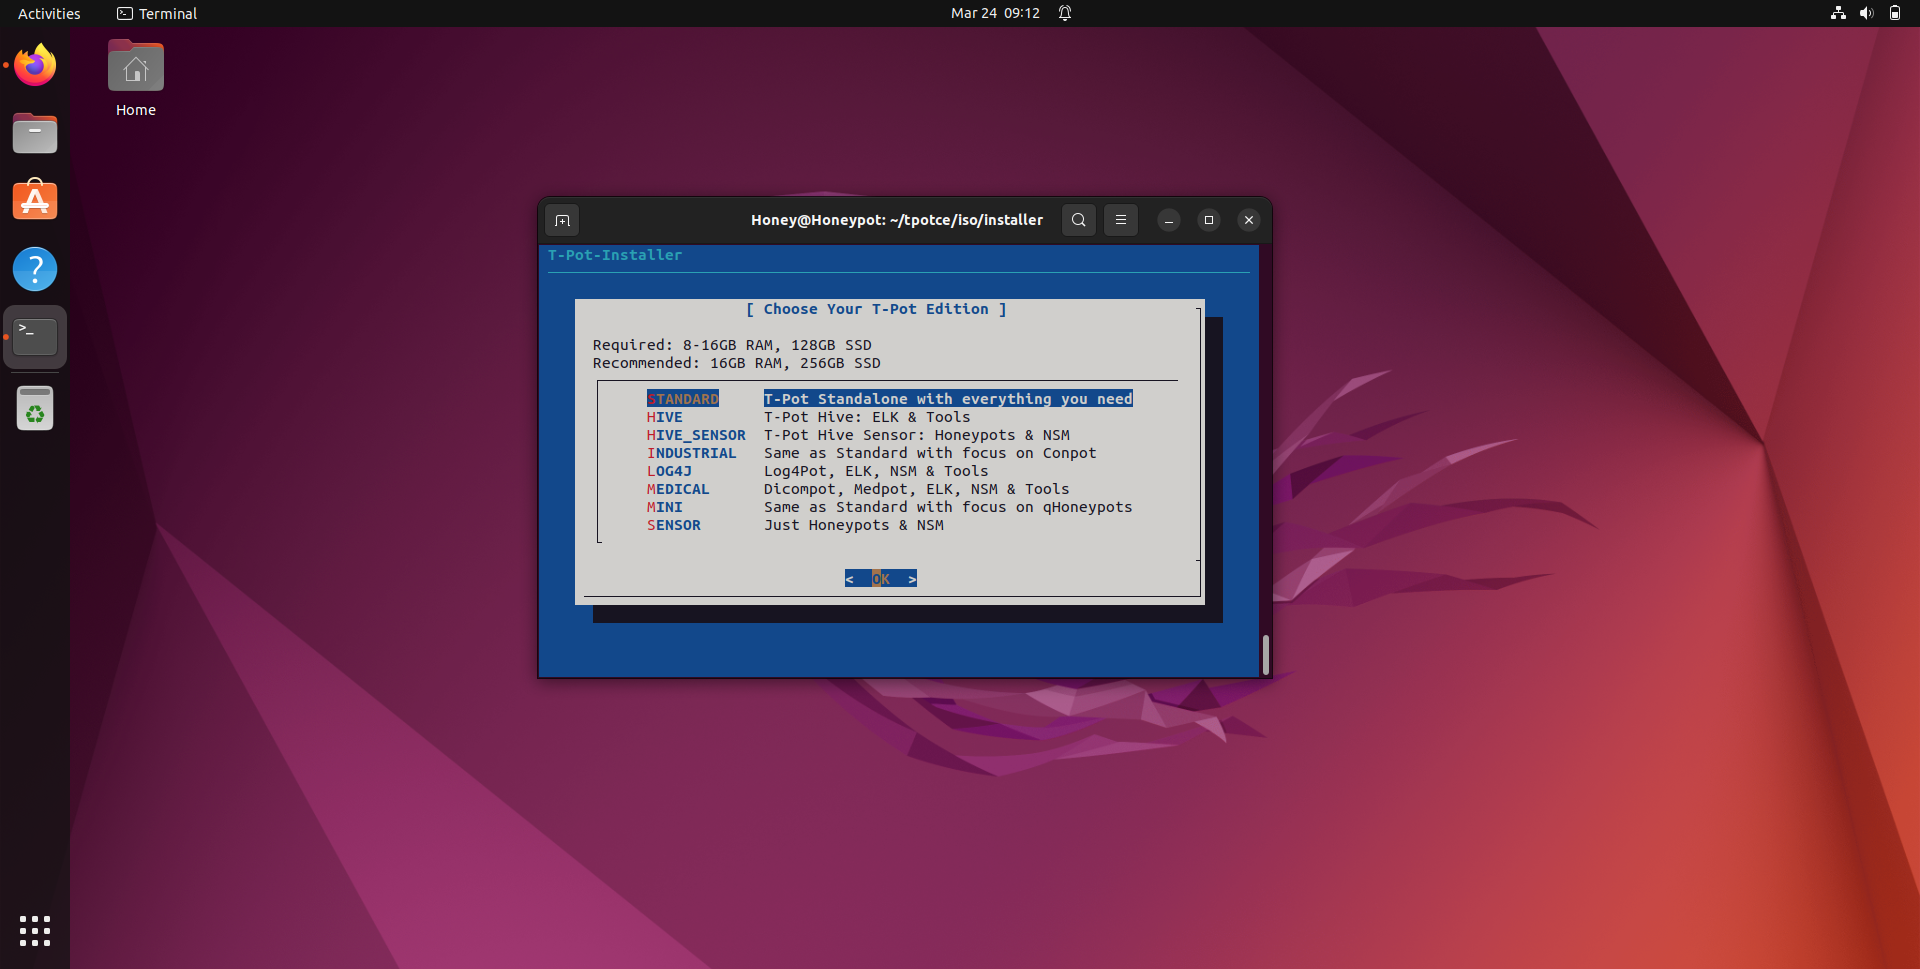 Activities Terminal Mar 24 09:12
Home
Honey@Honeypot: ~/tpotce/iso/installer
T-Pot-Installer
[ Choose Your T-Pot Edition ]
Required: 8-16GB RAM, 128GB SSD
Recommended: 16GB RAM, 256GB SSD
STANDARD T-Pot Standalone with everything you need
HIVE T-Pot Hive: ELK & Tools
HIVE_SENSOR T-Pot Hive Sensor: Honeypots & NSM
INDUSTRIAL Same as Standard with focus on Conpot
LOG4J Log4Pot, ELK, NSM & Tools
MEDICAL Dicompot, Medpot, ELK, NSM & Tools
MINI Same as Standard with focus on qHoneypots
SENSOR Just Honeypots & NSM
< OK >